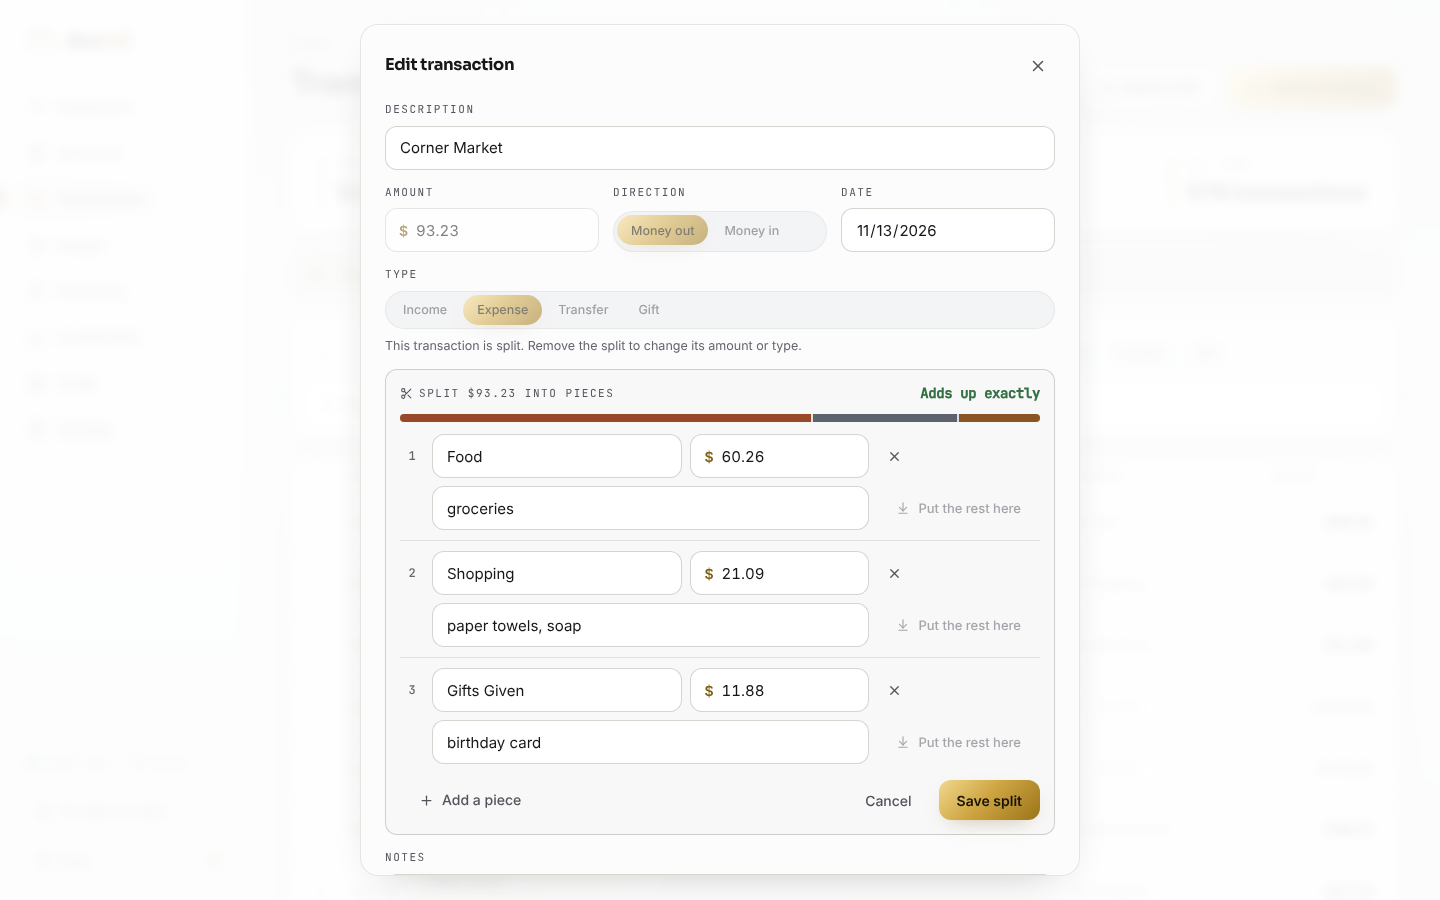 Edit transaction
DESCRIPTION
Corner Market
AMOUNT
DIRECTION
DATE
$ 93.23
Money out
Money in
11/13/2026
TYPE
Income
Expense
Transfer
Gift
This transaction is split. Remove the split to change its amount or type.
SPLIT $93.23 INTO PIECES
Adds up exactly
1
Food
$ 60.26
groceries
Put the rest here
2
Shopping
$ 21.09
paper towels, soap
Put the rest here
3
Gifts Given
$ 11.88
birthday card
Put the rest here
Add a piece
Cancel
Save split
NOTES